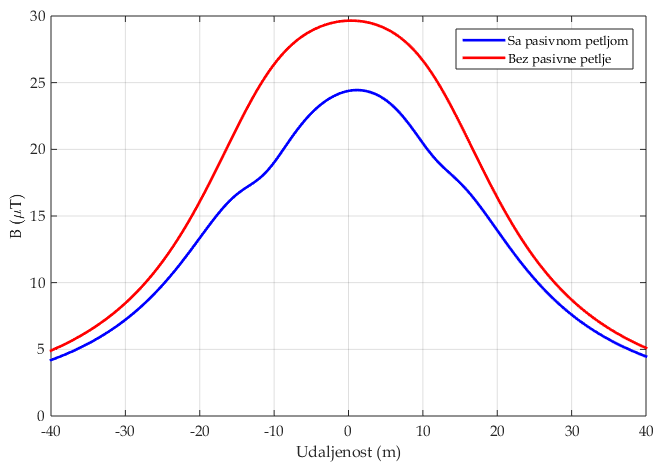 30
25
20
15
10
5
0
B (μT)
Sa pasivnom petljom
Bez pasivne petlje
-40 -30 -20 -10 0 10 20 30 40
Udaljenost (m)